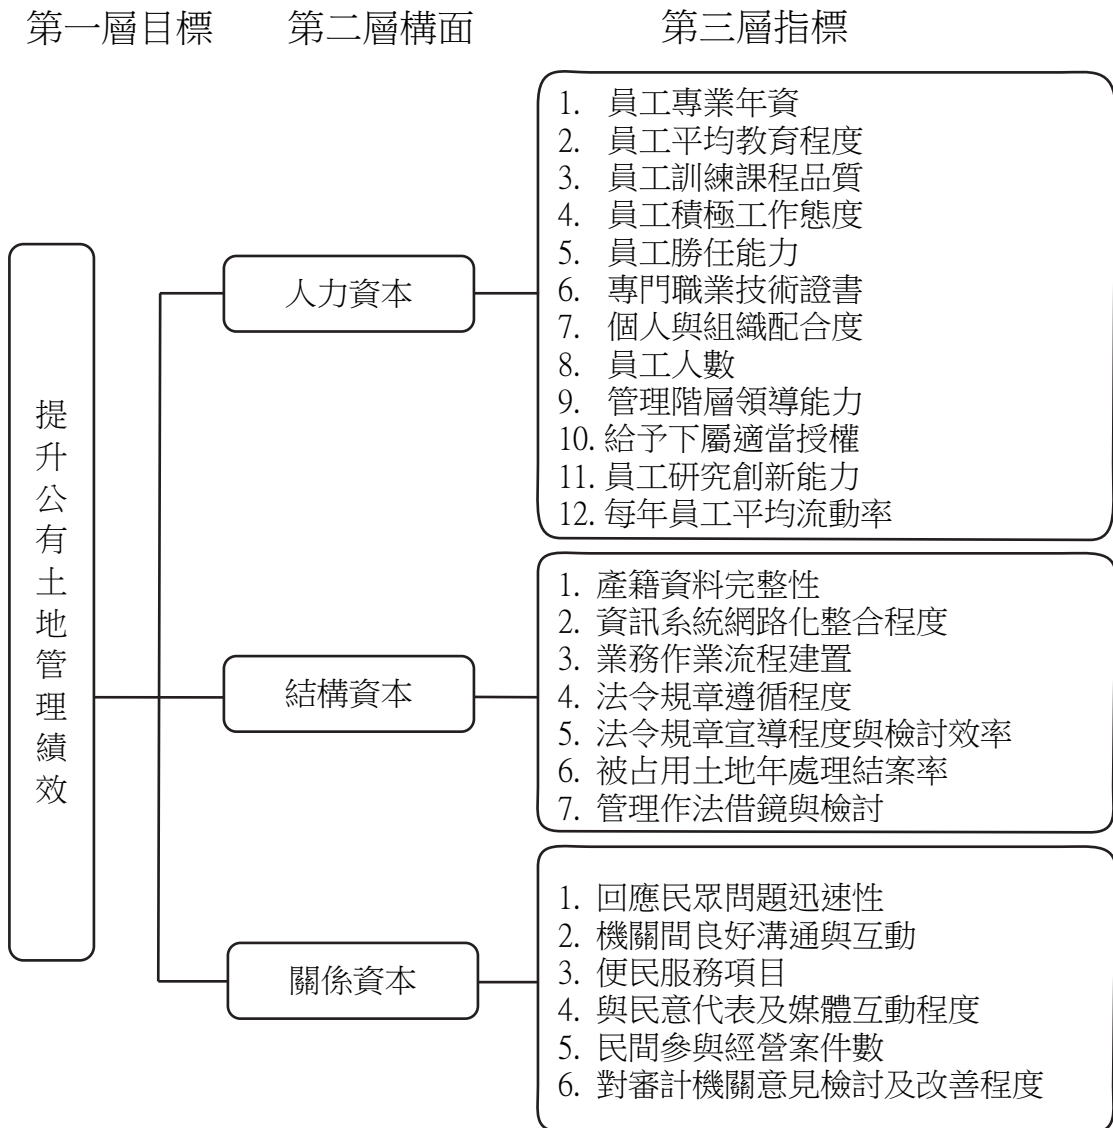 第一層目標 第二層構面 第三層指標
提升公有土地管理績效
人力資本
1. 員工專業年資
2. 員工平均教育程度
3. 員工訓練課程品質
4. 員工積極工作態度
5. 員工勝任能力
6. 專門職業技術證書
7. 個人與組織配合度
8. 員工人數
9. 管理階層領導能力
10. 給予下屬適當授權
11. 員工研究創新能力
12. 每年員工平均流動率
結構資本
1. 產籍資料完整性
2. 資訊系統網路化整合程度
3. 業務作業流程建置
4. 法令規章遵循程度
5. 法令規章宣導程度與檢討效率
6. 被占用土地年處理結案率
7. 管理作法借鏡與檢討
關係資本
1. 回應民眾問題迅速性
2. 機關間良好溝通與互動
3. 便民服務項目
4. 與民意代表及媒體互動程度
5. 民間參與經營案件數
6. 對審計機關意見檢討及改善程度